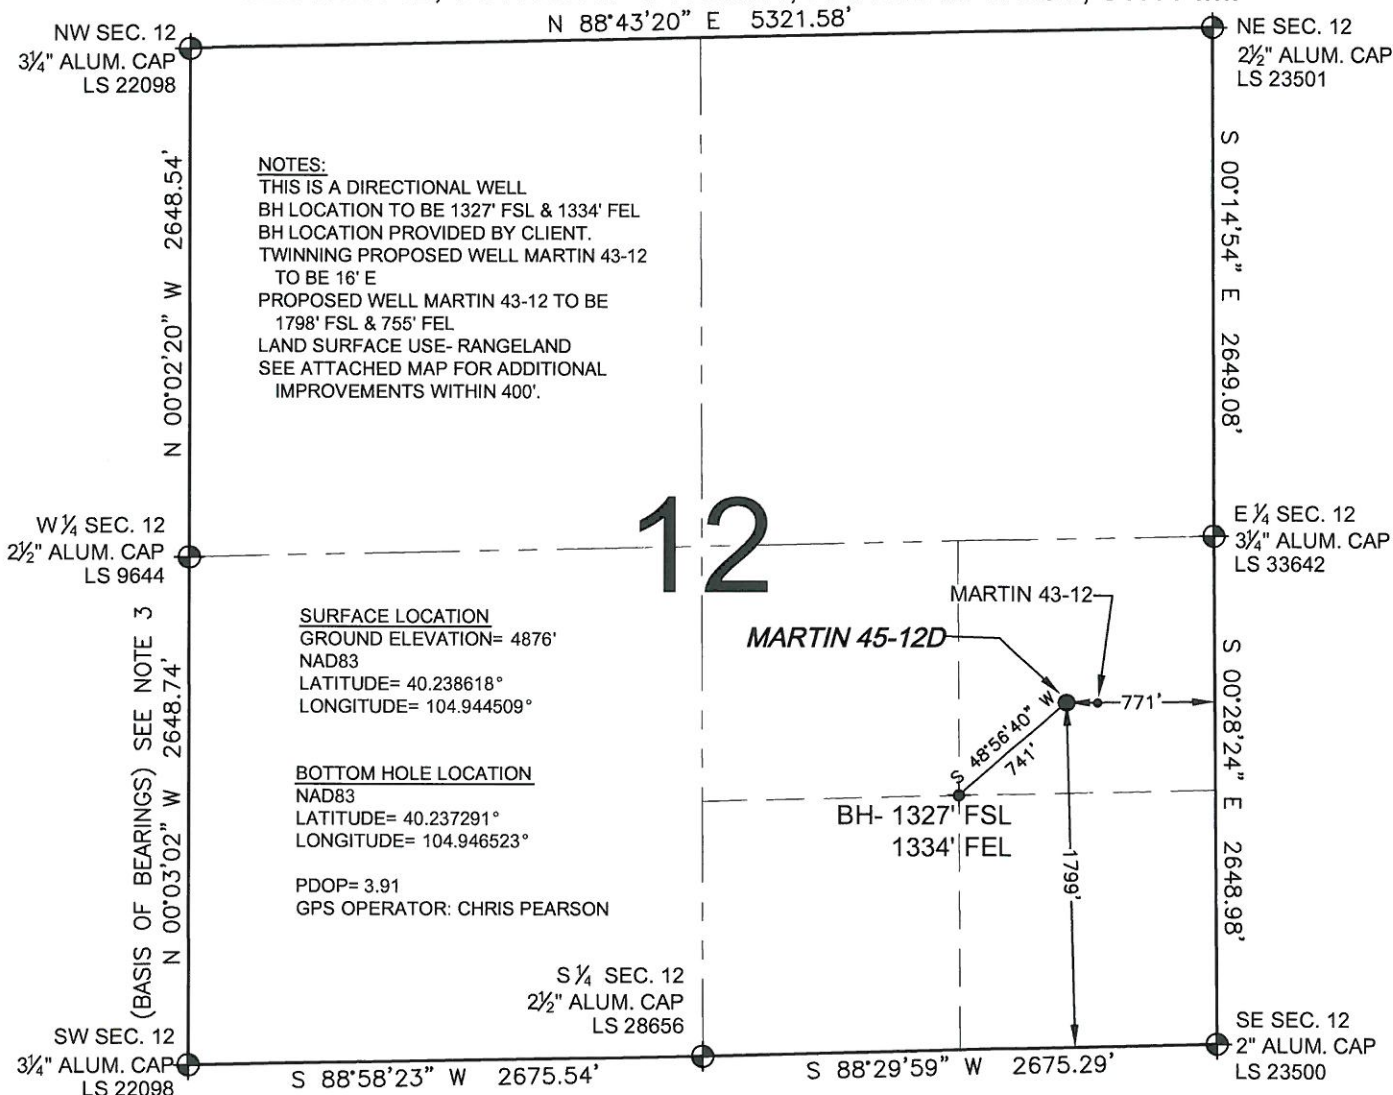 N 88°43'20" E 5321.58'
NW SEC. 12
3¼" ALUM. CAP
LS 22098
NE SEC. 12
2½" ALUM. CAP
LS 23501
N 00°02'20" W 2648.54'
S 00°14'54" E 2649.08'
NOTES:
THIS IS A DIRECTIONAL WELL
BH LOCATION TO BE 1327' FSL & 1334' FEL
BH LOCATION PROVIDED BY CLIENT.
TWINNING PROPOSED WELL MARTIN 43-12
TO BE 16' E
PROPOSED WELL MARTIN 43-12 TO BE
1798' FSL & 755' FEL
LAND SURFACE USE- RANGELAND
SEE ATTACHED MAP FOR ADDITIONAL
IMPROVEMENTS WITHIN 400'.
12
W ¼ SEC. 12
2½" ALUM. CAP
LS 9644
E ¼ SEC. 12
3¼" ALUM. CAP
LS 33642
(BASIS OF BEARINGS) SEE NOTE 3
N 00°03'02" W 2648.74'
SURFACE LOCATION
GROUND ELEVATION= 4876'
NAD83
LATITUDE= 40.238618°
LONGITUDE= 104.944509°
MARTIN 43-12
MARTIN 45-12D
771'
S 48°56'40" W
741'
S 00°28'24" E 2648.98'
BOTTOM HOLE LOCATION
NAD83
LATITUDE= 40.237291°
LONGITUDE= 104.946523°
BH- 1327' FSL
1334' FEL
1799'
PDOP= 3.91
GPS OPERATOR: CHRIS PEARSON
S ¼ SEC. 12
2½" ALUM. CAP
LS 28656
SW SEC. 12
3¼" ALUM. CAP
LS 22098
S 88°58'23" W 2675.54'
S 88°29'59" W 2675.29'
SE SEC. 12
2" ALUM. CAP
LS 23500